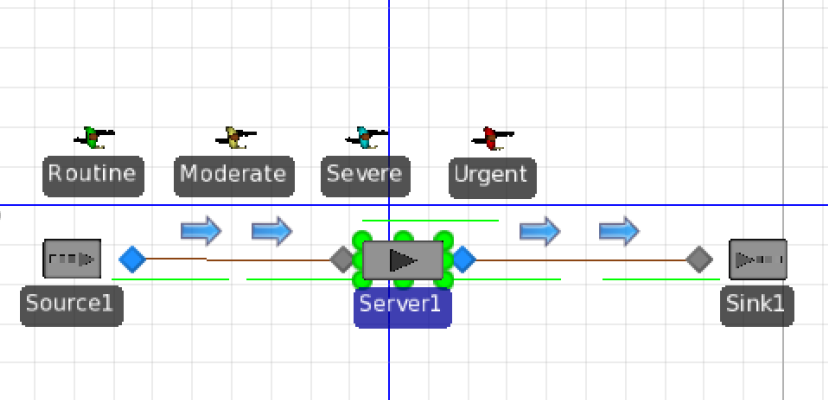 Routine
Moderate
Severe
Urgent
Source1
Server1
Sink1